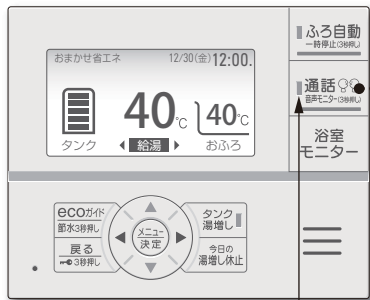 ふろ自動
一時停止(3秒押し)
おまかせ省エネ 12/30(金)12:00.
通話
音声モニター(3秒押し)
40℃ 40℃
タンク 給湯 おふろ
浴室
モニター
ecoガイド
節水3秒押し
メニュー
決定
タンク
湯増し
戻る
3秒押し
今日の
湯増し休止